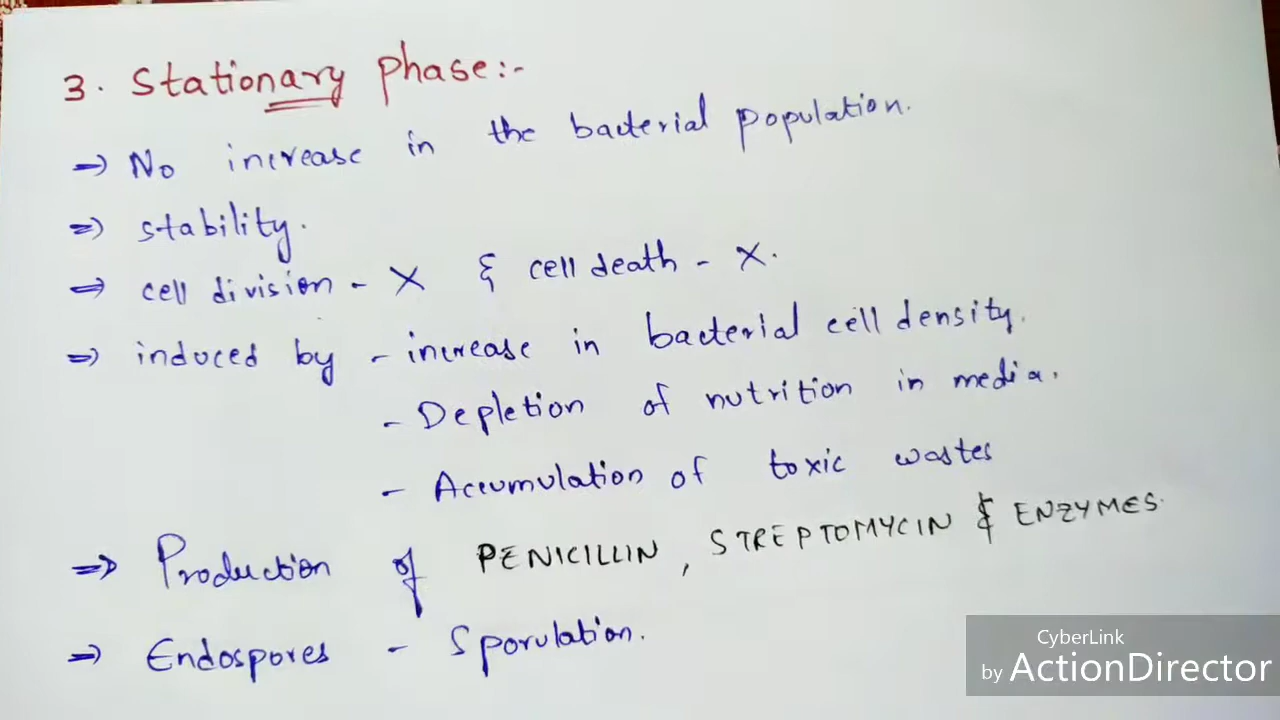 3. Stationary phase:-
⇒ No increase in the bacterial population.
⇒ stability.
⇒ cell division - X & cell death - X.
⇒ induced by - increase in bacterial cell density.
- Depletion of nutrition in media.
- Accumulation of toxic wastes
⇒ Production of PENICILLIN, STREPTOMYCIN & ENZYMES.
⇒ Endospores - Sporulation.
CyberLink
by ActionDirector